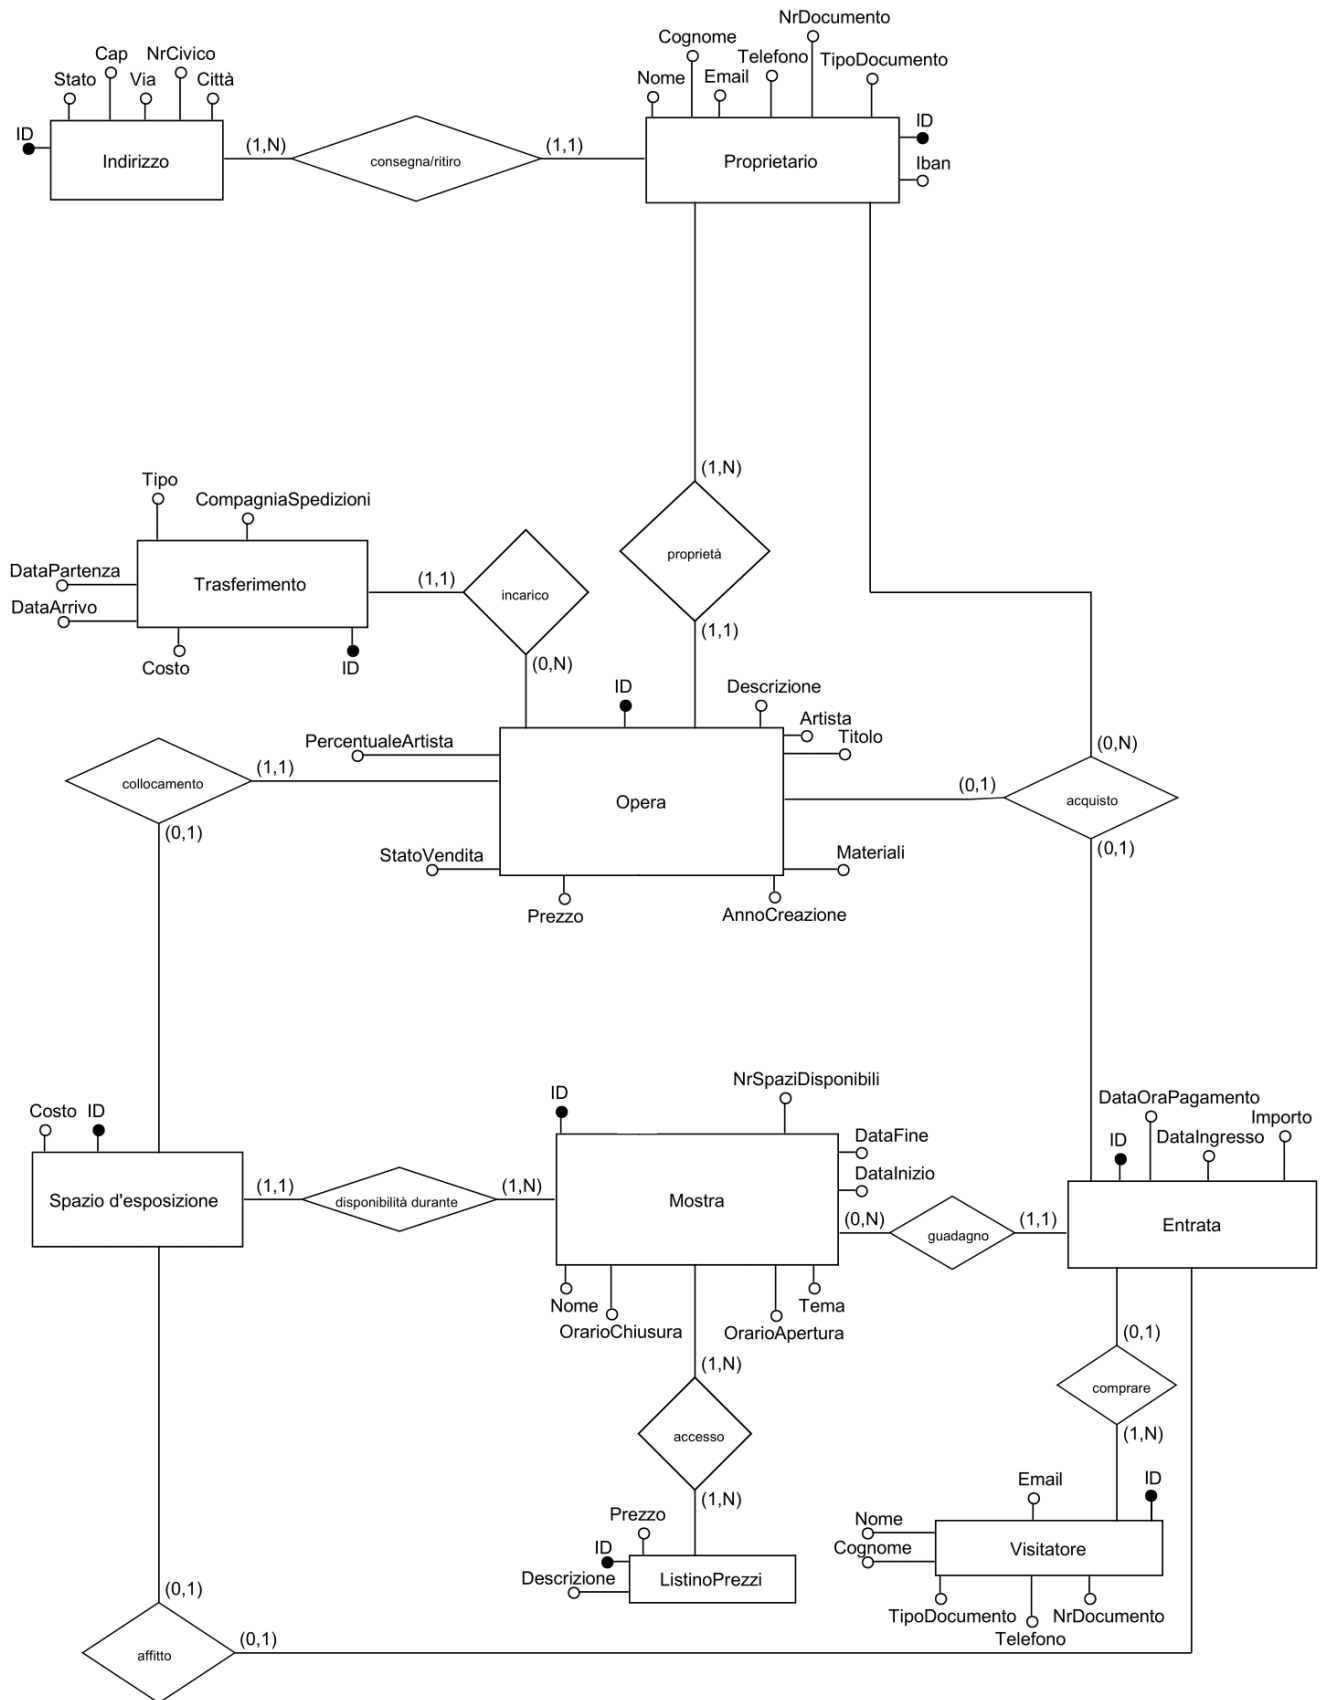 NrDocumento
Cognome
Cap
NrCivico
Telefono
TipoDocumento
Stato
Via
Città
Nome
Email
ID
Indirizzo
(1,N)
consegna/ritiro
(1,1)
Proprietario
ID
Iban
Tipo
CompagniaSpedizioni
(1,N)
proprietà
(1,1)
DataPartenza
DataArrivo
Trasferimento
(1,1)
incarico
(0,N)
Costo
ID
ID
Descrizione
Artista
Titolo
PercentualeArtista
collocamento
(1,1)
(0,1)
Opera
(0,1)
(0,N)
acquisto
(0,1)
StatoVendita
Materiali
Prezzo
AnnoCreazione
NrSpaziDisponibili
ID
Costo
ID
DataFine
DataInizio
DataOraPagamento
Importo
ID
DataIngresso
Spazio d'esposizione
(1,1)
disponibilità durante
(1,N)
Mostra
(0,N)
guadagno
(1,1)
Entrata
Nome
OrarioChiusura
Tema
OrarioApertura
(0,1)
comprare
(1,N)
(1,N)
accesso
(1,N)
Email
ID
Prezzo
ID
Descrizione
ListinoPrezzi
Nome
Cognome
Visitatore
TipoDocumento
NrDocumento
Telefono
(0,1)
affitto
(0,1)